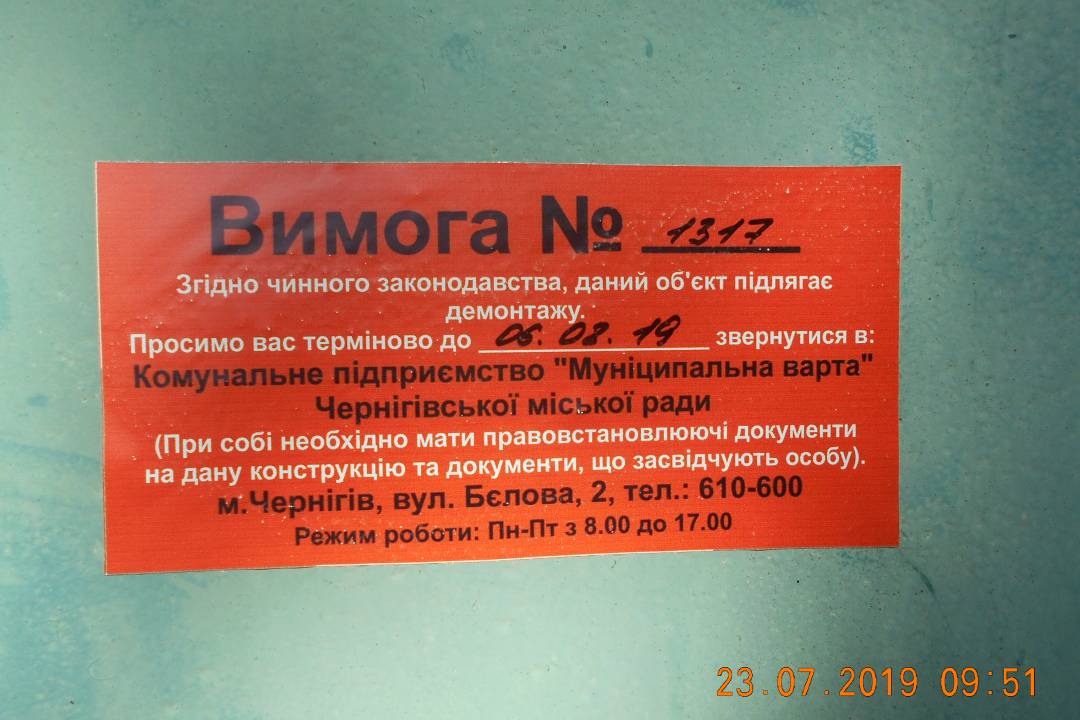 Вимога № 1317
Згідно чинного законодавства, даний об'єкт підлягає
демонтажу.
Просимо вас терміново до 06.08.19 звернутися в:
Комунальне підприємство "Муніципальна варта"
Чернігівської міської ради
(При собі необхідно мати правовстановлюючі документи
на дану конструкцію та документи, що засвідчують особу).
м.Чернігів, вул. Бєлова, 2, тел.: 610-600
Режим роботи: Пн-Пт з 8.00 до 17.00
23.07.2019 09:51